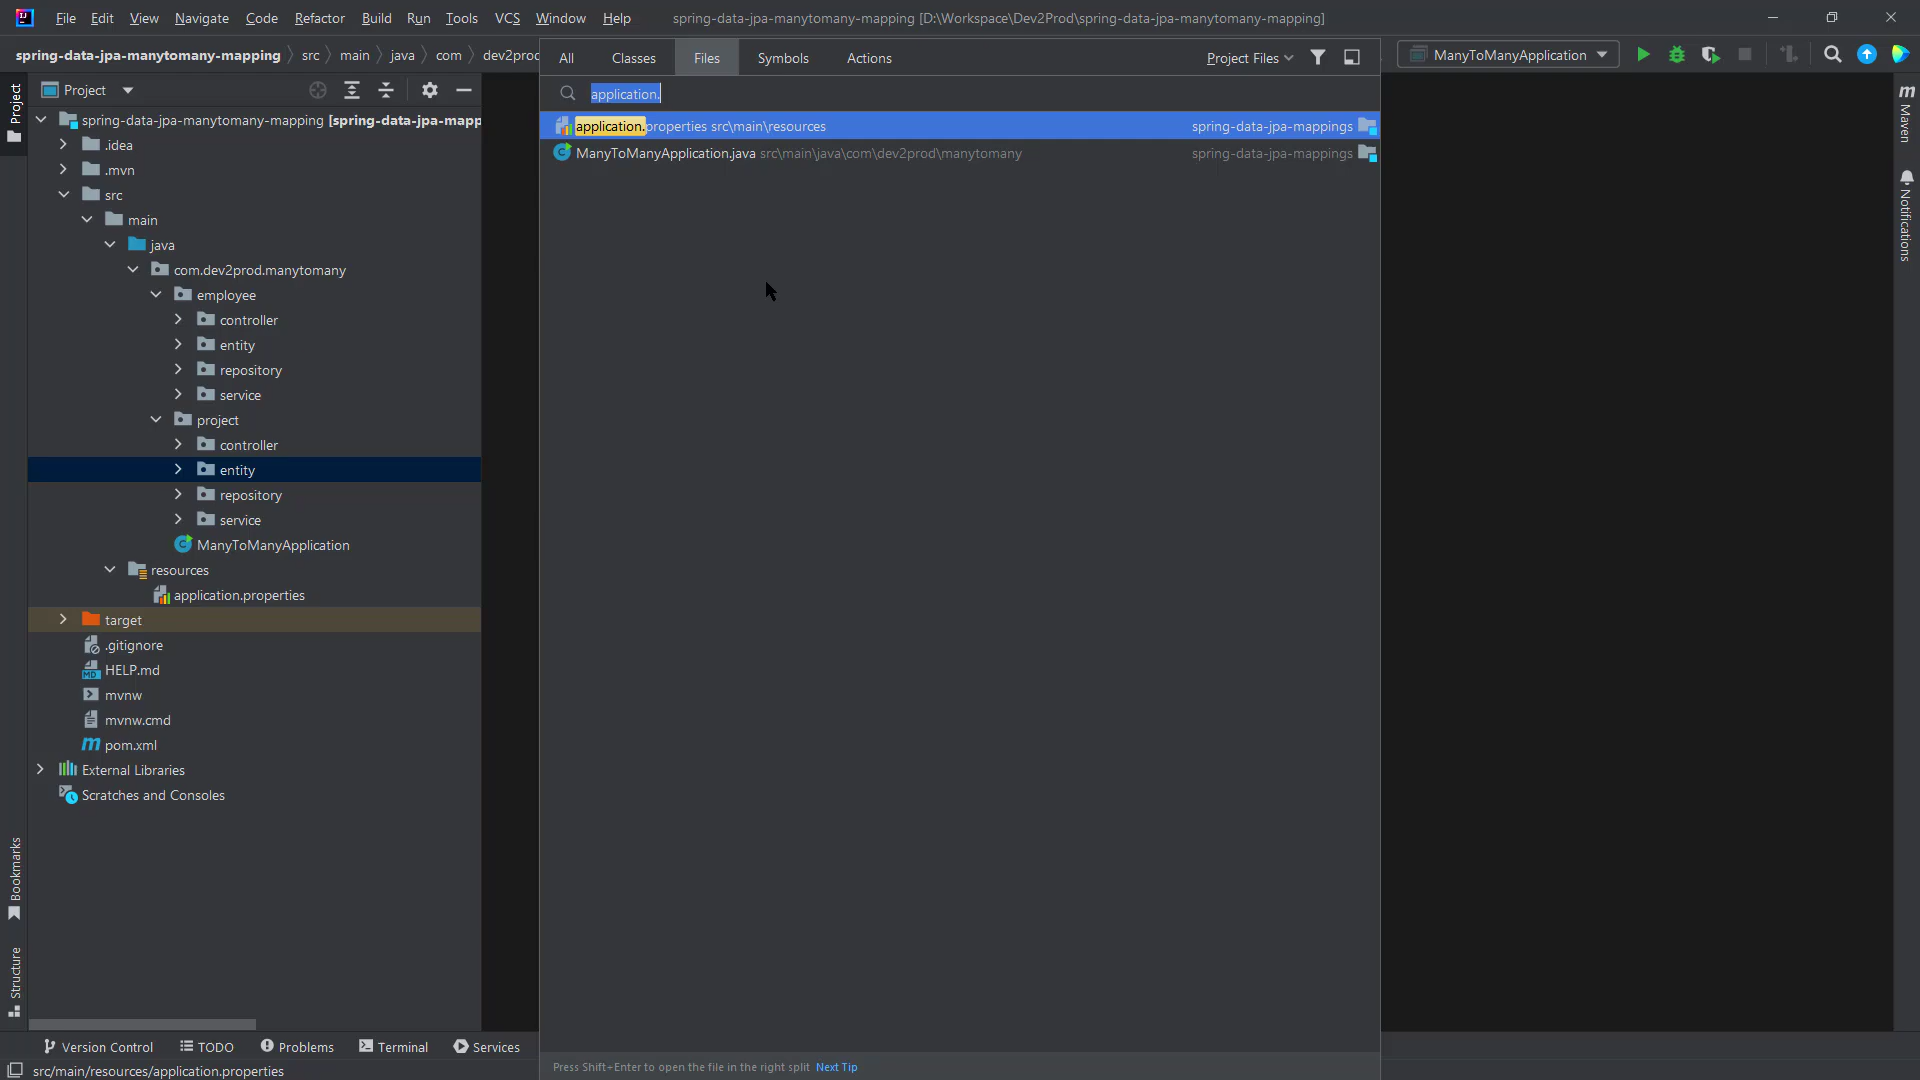 File Edit View Navigate Code Refactor Build Run Tools VCS Window Help spring-data-jpa-manytomany-mapping [D:\Workspace\Dev2Prod\spring-data-jpa-manytomany-mapping]
spring-data-jpa-manytomany-mapping src main java com dev2prod
All Classes Files Symbols Actions Project Files
ManyToManyApplication
Project
application.
application.properties src\main\resources spring-data-jpa-mappings
ManyToManyApplication.java src\main\java\com\dev2prod\manytomany spring-data-jpa-mappings
Project
spring-data-jpa-manytomany-mapping [spring-data-jpa-mapp
.idea
.mvn
src
main
java
com.dev2prod.manytomany
employee
controller
entity
repository
service
project
controller
entity
repository
service
ManyToManyApplication
resources
application.properties
target
.gitignore
HELP.md
mvnw
mvnw.cmd
pom.xml
External Libraries
Scratches and Consoles
Bookmarks
Structure
Maven
Notifications
Version Control TODO Problems Terminal Services
Press Shift+Enter to open the file in the right split Next Tip
src/main/resources/application.properties